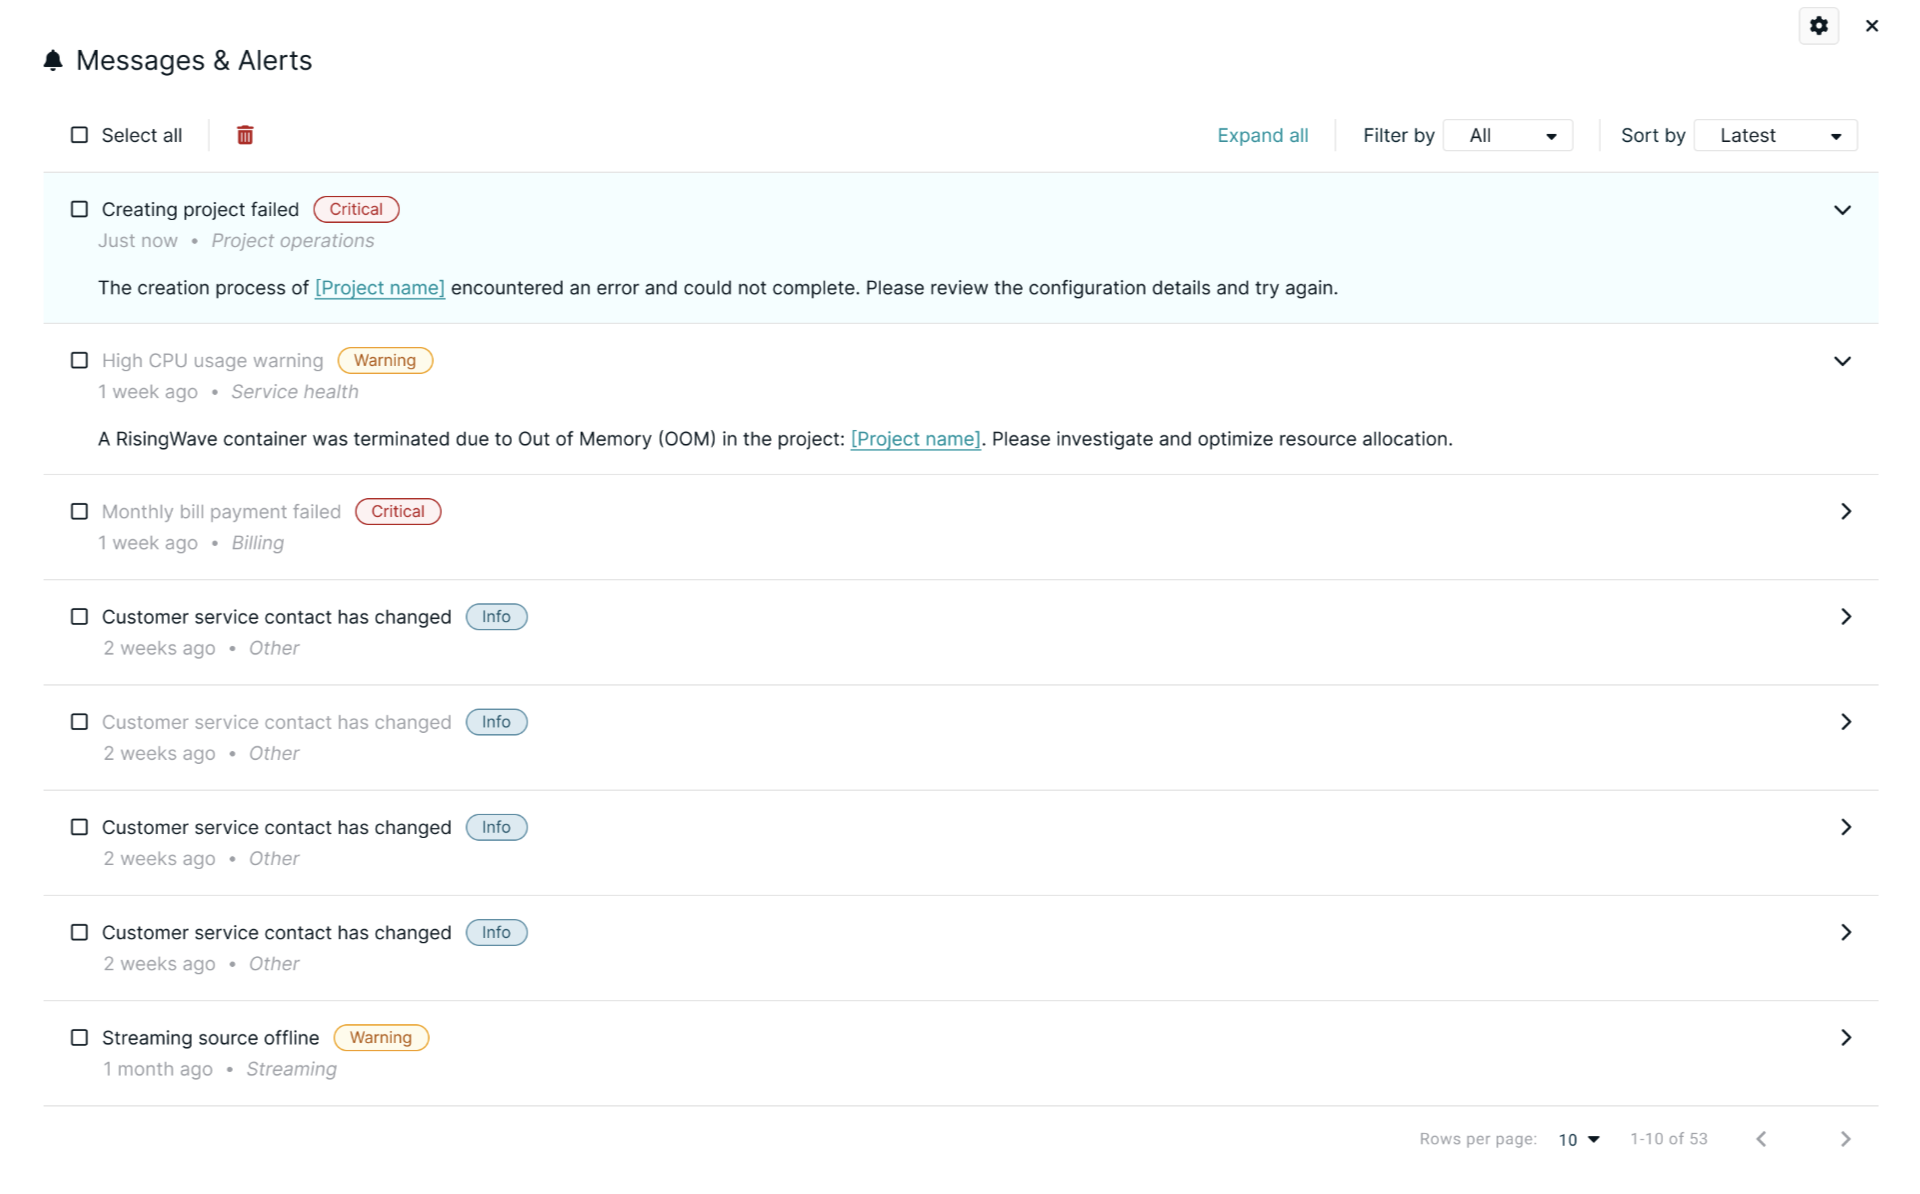 Messages & Alerts
Select all
Expand all
Filter by All
Sort by Latest
Creating project failed Critical
Just now • Project operations
The creation process of [Project name] encountered an error and could not complete. Please review the configuration details and try again.
High CPU usage warning Warning
1 week ago • Service health
A RisingWave container was terminated due to Out of Memory (OOM) in the project: [Project name]. Please investigate and optimize resource allocation.
Monthly bill payment failed Critical
1 week ago • Billing
Customer service contact has changed Info
2 weeks ago • Other
Customer service contact has changed Info
2 weeks ago • Other
Customer service contact has changed Info
2 weeks ago • Other
Customer service contact has changed Info
2 weeks ago • Other
Streaming source offline Warning
1 month ago • Streaming
Rows per page: 10 1-10 of 53